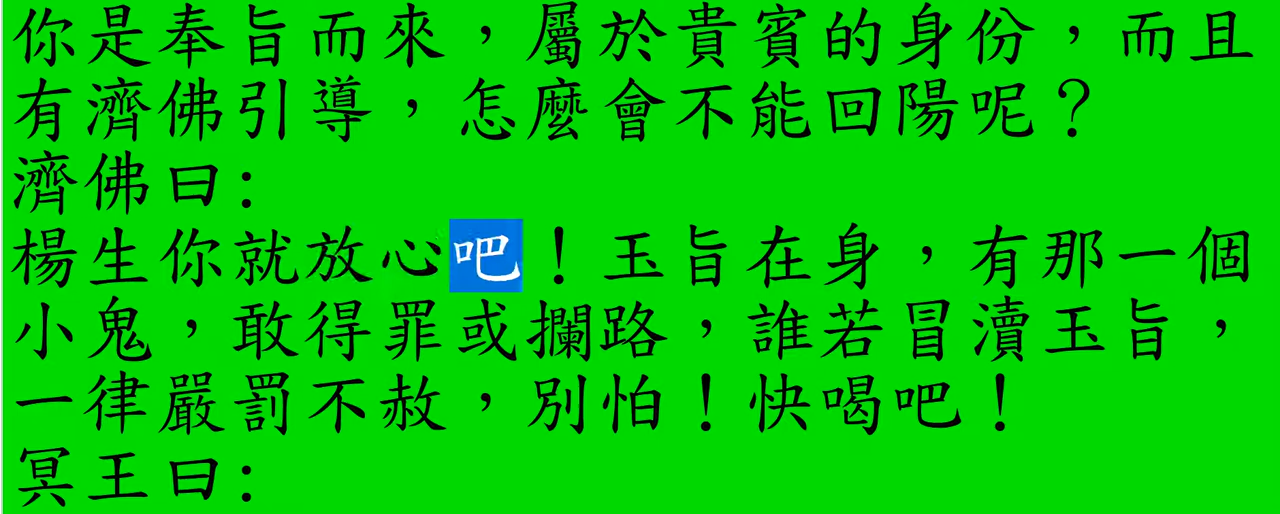 你是奉旨而來，屬於貴賓的身份，而且
有濟佛引導，怎麼會不能回陽呢？
濟佛曰：
楊生你就放心吧！玉旨在身，有那一個
小鬼，敢得罪或攔路，誰若冒瀆玉旨，
一律嚴罰不赦，別怕！快喝吧！
冥王曰：